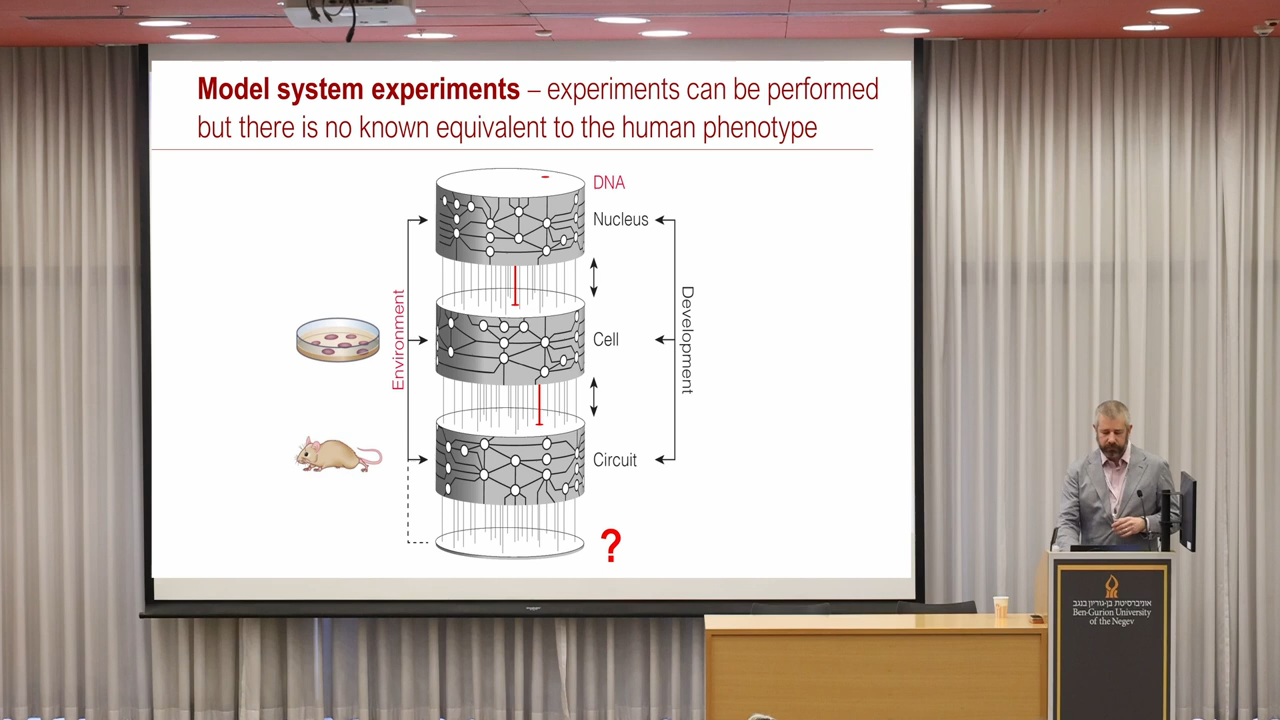 Model system experiments – experiments can be performed
but there is no known equivalent to the human phenotype
DNA
Nucleus
Environment
Cell
Development
Circuit
?
אוניברסיטת בן-גוריון בנגב
Ben-Gurion University
of the Negev